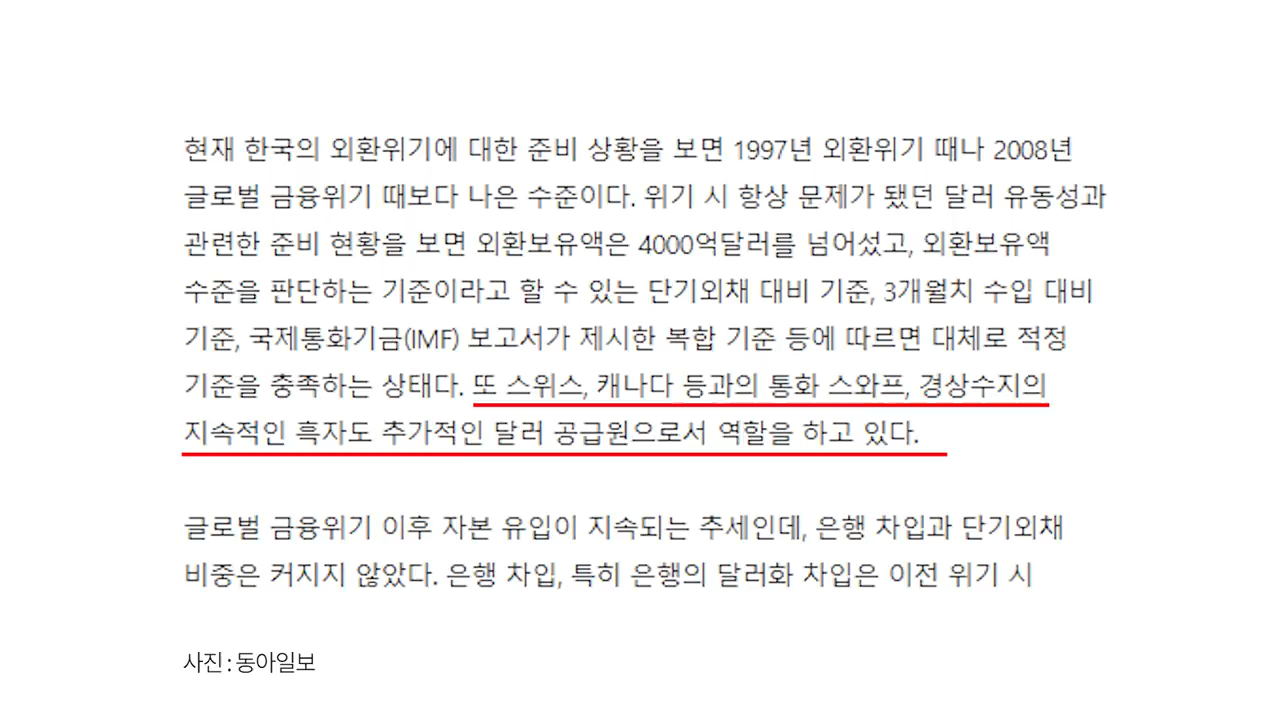 현재 한국의 외환위기에 대한 준비 상황을 보면 1997년 외환위기 때나 2008년
글로벌 금융위기 때보다 나은 수준이다. 위기 시 항상 문제가 됐던 달러 유동성과
관련한 준비 현황을 보면 외환보유액은 4000억달러를 넘어섰고, 외환보유액
수준을 판단하는 기준이라고 할 수 있는 단기외채 대비 기준, 3개월치 수입 대비
기준, 국제통화기금(IMF) 보고서가 제시한 복합 기준 등에 따르면 대체로 적정
기준을 충족하는 상태다. 또 스위스, 캐나다 등과의 통화 스와프, 경상수지의
지속적인 흑자도 추가적인 달러 공급원으로서 역할을 하고 있다.
글로벌 금융위기 이후 자본 유입이 지속되는 추세인데, 은행 차입과 단기외채
비중은 커지지 않았다. 은행 차입, 특히 은행의 달러화 차입은 이전 위기 시
사진 : 동아일보